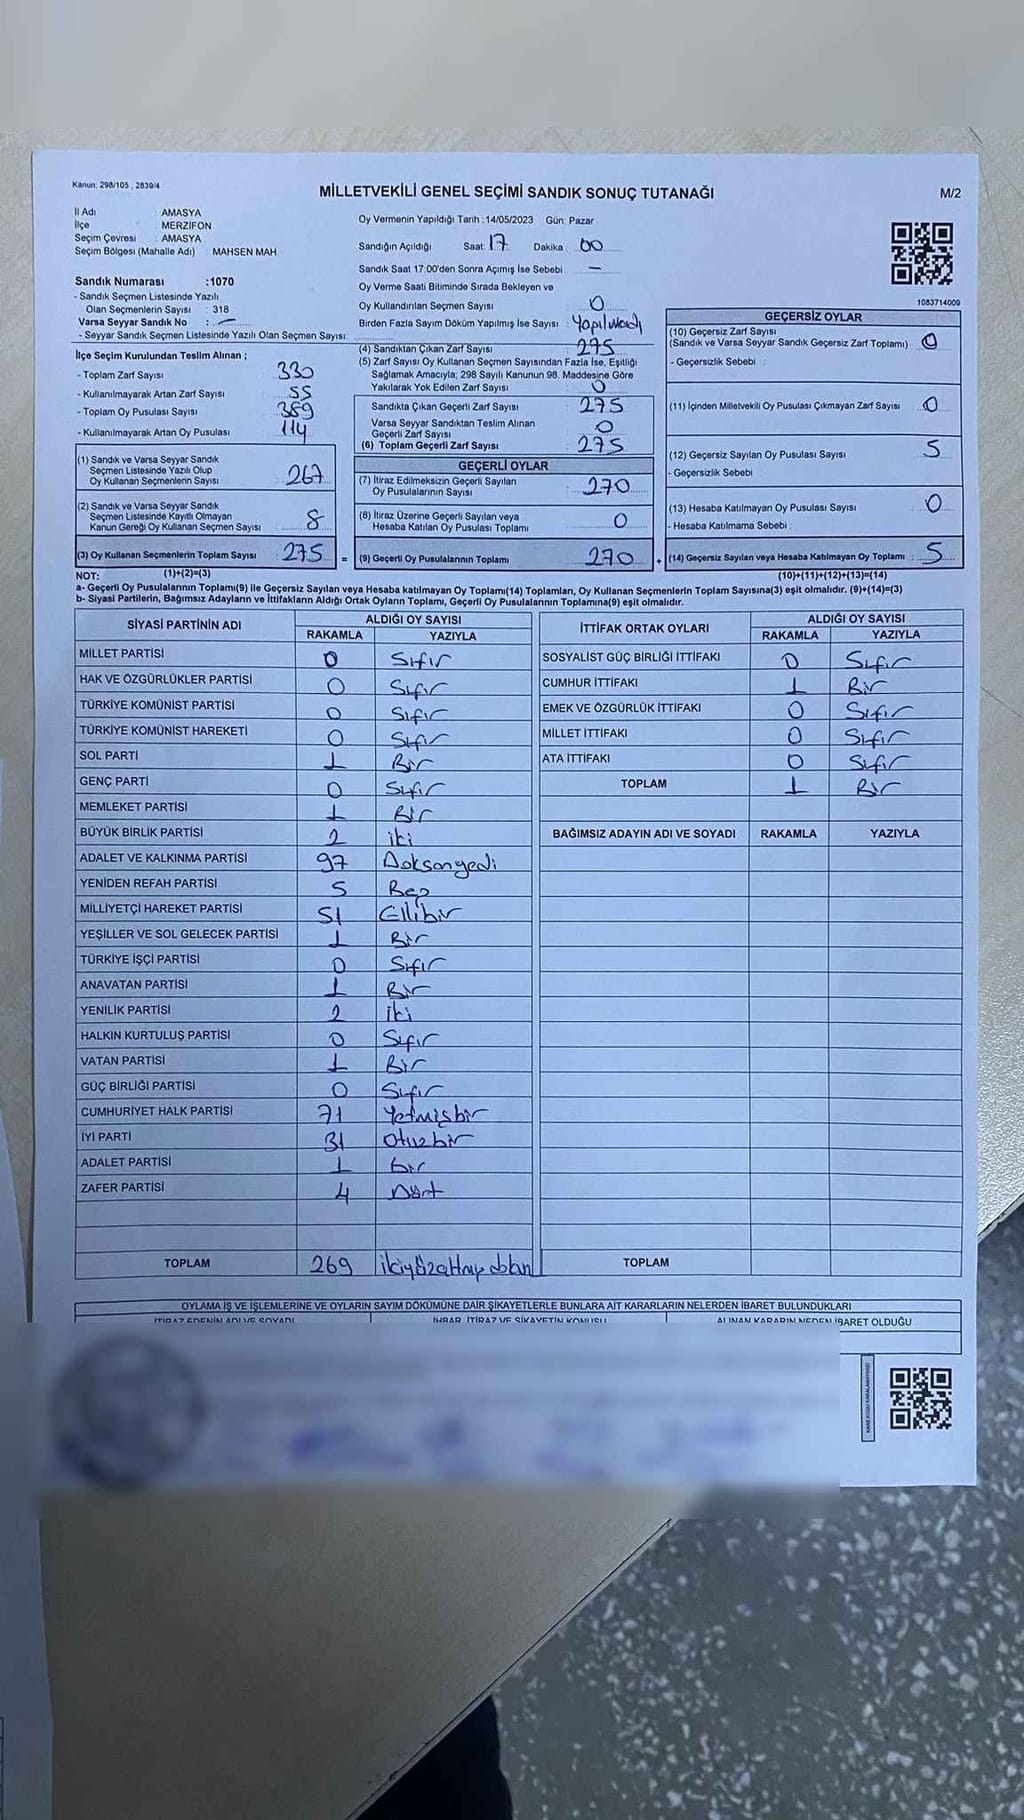 Kanun; 298/105 , 2839/4
MİLLETVEKİLİ GENEL SEÇİMİ SANDIK SONUÇ TUTANAĞI
M/2
İl Adı : AMASYA
İlçe : MERZİFON
Seçim Çevresi : AMASYA
Seçim Bölgesi (Mahalle Adı) : MAHSEN MAH
Sandık Numarası :1070
- Sandık Seçmen Listesinde Yazılı
Olan Seçmenlerin Sayısı : 318
Varsa Seyyar Sandık No : –
- Seyyar Sandık Seçmen Listesinde Yazılı Olan Seçmen Sayısı:
Oy Vermenin Yapıldığı Tarih :14/05/2023 Gün: Pazar
Sandığın Açıldığı Saat: 17 Dakika : 00
Sandık Saat 17:00'den Sonra Açımış İse Sebebi : –
Oy Verme Saati Bitiminde Sırada Bekleyen ve
Oy Kullandırılan Seçmen Sayısı : 0
Birden Fazla Sayım Döküm Yapılmış İse Sayısı : Yapılmadı
1083714009
İlçe Seçim Kurulundan Teslim Alınan ;
- Toplam Zarf Sayısı : 330
- Kullanılmayarak Artan Zarf Sayısı : 55
- Toplam Oy Pusulası Sayısı : 389
- Kullanılmayarak Artan Oy Pusulası : 114
(1) Sandık ve Varsa Seyyar Sandık
Seçmen Listesinde Yazılı Olup
Oy Kullanan Seçmenlerin Sayısı : 267
(2) Sandık ve Varsa Seyyar Sandık
Seçmen Listesinde Kayıtlı Olmayan
Kanun Gereği Oy Kullanan Seçmen Sayısı : 8
(3) Oy Kullanan Seçmenlerin Toplam Sayısı : 275 =
(4) Sandıktan Çıkan Zarf Sayısı : 275
(5) Zarf Sayısı Oy Kullanan Seçmen Sayısından Fazla İse, Eşitliği
Sağlamak Amacıyla; 298 Sayılı Kanunun 98. Maddesine Göre
Yakılarak Yok Edilen Zarf Sayısı : 0
Sandıkta Çıkan Geçerli Zarf Sayısı : 275
Varsa Seyyar Sandıktan Teslim Alınan
Geçerli Zarf Sayısı : 0
(6) Toplam Geçerli Zarf Sayısı : 275
GEÇERLİ OYLAR
(7) İtiraz Edilmeksizin Geçerli Sayılan
Oy Pusulalarının Sayısı : 270
(8) İtiraz Üzerine Geçerli Sayılan veya
Hesaba Katılan Oy Pusulası Toplamı : 0
(9) Geçerli Oy Pusulalarının Toplamı : 270 +
GEÇERSİZ OYLAR
(10) Geçersiz Zarf Sayısı
(Sandık ve Varsa Seyyar Sandık Geçersiz Zarf Toplamı) : 0
- Geçersizlik Sebebi :
(11) İçinden Milletvekili Oy Pusulası Çıkmayan Zarf Sayısı : 0
(12) Geçersiz Sayılan Oy Pusulası Sayısı : 5
- Geçersizlik Sebebi :
(13) Hesaba Katılmayan Oy Pusulası Sayısı : 0
- Hesaba Katılmama Sebebi :
(14) Geçersiz Sayılan veya Hesaba Katılmayan Oy Toplamı : 5
NOT: (1)+(2)=(3) (10)+(11)+(12)+(13)=(14)
a- Geçerli Oy Pusulalarının Toplamı(9) ile Geçersiz Sayılan veya Hesaba katılmayan Oy Toplamı(14) Toplamları, Oy Kullanan Seçmenlerin Toplam Sayısına(3) eşit olmalıdır. (9)+(14)=(3)
b- Siyasi Partilerin, Bağımsız Adayların ve İttifakların Aldığı Ortak Oyların Toplamı, Geçerli Oy Pusulalarının Toplamına(9) eşit olmalıdır.
SİYASİ PARTİNİN ADI ALDIĞI OY SAYISI
RAKAMLA YAZIYLA
MİLLET PARTİSİ 0 Sıfır
HAK VE ÖZGÜRLÜKLER PARTİSİ 0 Sıfır
TÜRKİYE KOMÜNİST PARTİSİ 0 Sıfır
TÜRKİYE KOMÜNİST HAREKETİ 0 Sıfır
SOL PARTİ 1 Bir
GENÇ PARTİ 0 Sıfır
MEMLEKET PARTİSİ 1 Bir
BÜYÜK BİRLİK PARTİSİ 2 iki
ADALET VE KALKINMA PARTİSİ 97 Doksanyedi
YENİDEN REFAH PARTİSİ 5 Beş
MİLLİYETÇİ HAREKET PARTİSİ 51 Ellibir
YEŞİLLER VE SOL GELECEK PARTİSİ 1 Bir
TÜRKİYE İŞÇİ PARTİSİ 0 Sıfır
ANAVATAN PARTİSİ 1 Bir
YENİLİK PARTİSİ 2 iki
HALKIN KURTULUŞ PARTİSİ 0 Sıfır
VATAN PARTİSİ 1 Bir
GÜÇ BİRLİĞİ PARTİSİ 0 Sıfır
CUMHURİYET HALK PARTİSİ 71 Yetmişbir
İYİ PARTİ 31 Otuzbir
ADALET PARTİSİ 1 bir
ZAFER PARTİSİ 4 Dört
TOPLAM 269
İTTİFAK ORTAK OYLARI ALDIĞI OY SAYISI
RAKAMLA YAZIYLA
SOSYALİST GÜÇ BİRLİĞİ İTTİFAKI 0 Sıfır
CUMHUR İTTİFAKI 1 Bir
EMEK VE ÖZGÜRLÜK İTTİFAKI 0 Sıfır
MİLLET İTTİFAKI 0 Sıfır
ATA İTTİFAKI 0 Sıfır
TOPLAM 1 Bir
BAĞIMSIZ ADAYIN ADI VE SOYADI RAKAMLA YAZIYLA
TOPLAM
OYLAMA İŞ VE İŞLEMLERİNE VE OYLARIN SAYIM DÖKÜMÜNE DAİR ŞİKAYETLERLE BUNLARA AİT KARARLARIN NELERDEN İBARET BULUNDUKLARI
İTİRAZ EDENİN ADI VE SOYADI İHBAR, İTİRAZ VE ŞİKAYETİN KONUSU ALINAN KARARIN NEDEN İBARET OLDUĞU